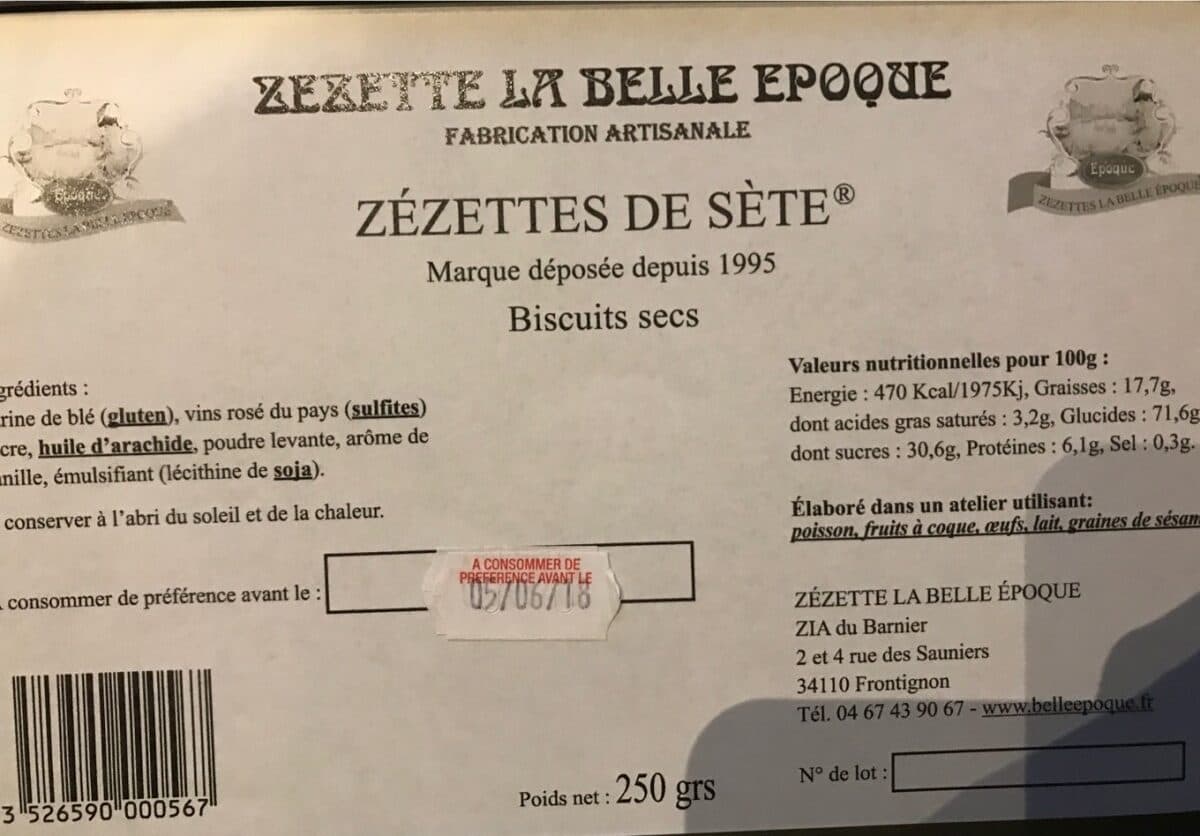 ZEZETTE LA BELLE EPOQUE
FABRICATION ARTISANALE
Epoque
ZEZETTES LA BELLE EPOQUE
Epoque
ZEZETTES LA BELLE ÉPOQUE
ZÉZETTES DE SÈTE®
Marque déposée depuis 1995
Biscuits secs
grédients :
rine de blé (gluten), vins rosé du pays (sulfites)
cre, huile d'arachide, poudre levante, arôme de
nille, émulsifiant (lécithine de soja).
conserver à l'abri du soleil et de la chaleur.
consommer de préférence avant le :
A CONSOMMER DE
PREFERENCE AVANT LE
05/06/18
3 526590 000567
Poids net : 250 grs
Valeurs nutritionnelles pour 100g :
Energie : 470 Kcal/1975Kj, Graisses : 17,7g,
dont acides gras saturés : 3,2g, Glucides : 71,6g
dont sucres : 30,6g, Protéines : 6,1g, Sel : 0,3g.
Élaboré dans un atelier utilisant:
poisson, fruits à coque, œufs, lait, graines de sésam
ZÉZETTE LA BELLE ÉPOQUE
ZIA du Barnier
2 et 4 rue des Sauniers
34110 Frontignon
Tél. 04 67 43 90 67 - www.belleepoque.fr
N° de lot :